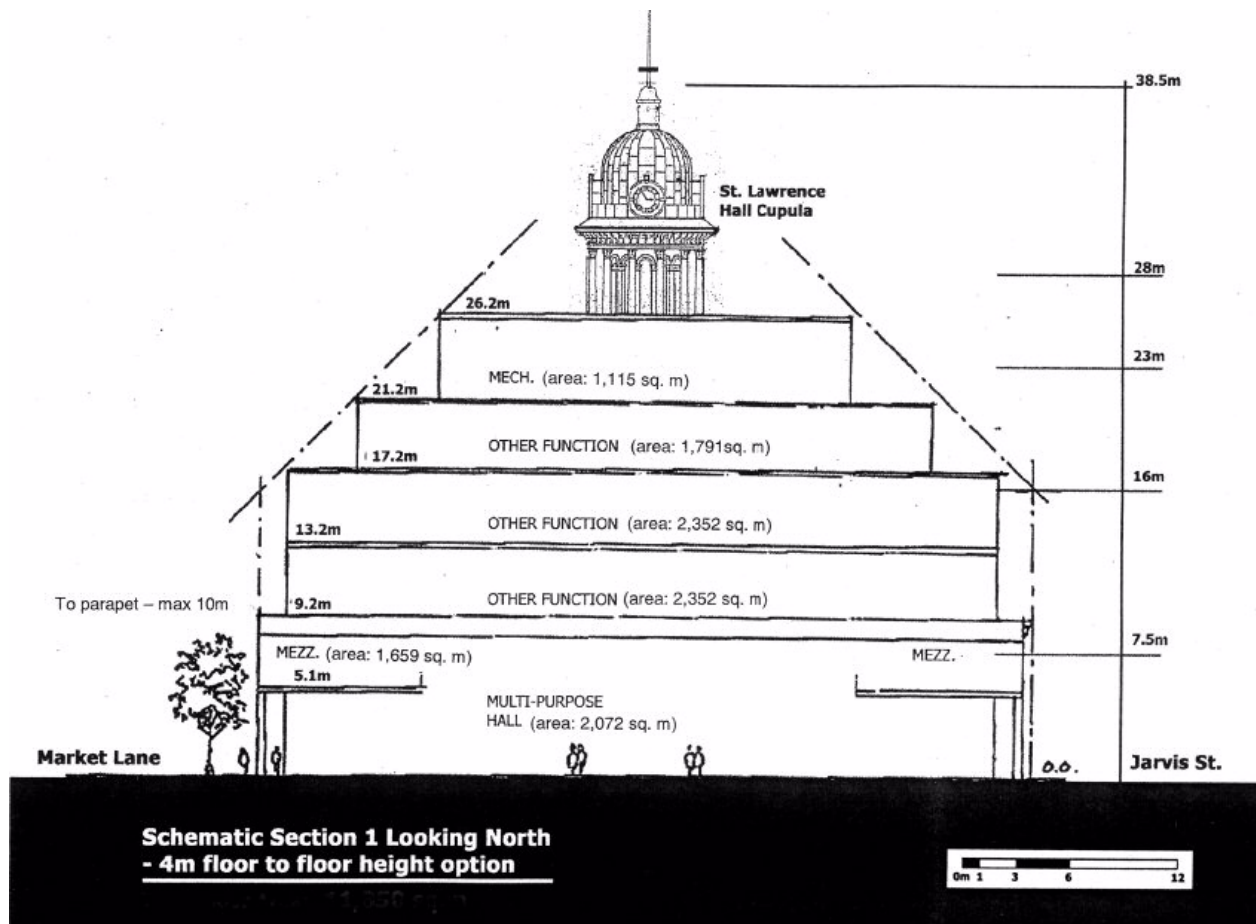 38.5m
St. Lawrence
Hall Cupula
28m
26.2m
23m
MECH. (area: 1,115 sq. m)
21.2m
OTHER FUNCTION (area: 1,791sq. m)
17.2m
16m
OTHER FUNCTION (area: 2,352 sq. m)
13.2m
To parapet – max 10m
9.2m
OTHER FUNCTION (area: 2,352 sq. m)
7.5m
MEZZ. (area: 1,659 sq. m)
MEZZ.
5.1m
MULTI-PURPOSE
HALL (area: 2,072 sq. m)
Market Lane
Jarvis St.
Schematic Section 1 Looking North
- 4m floor to floor height option
0m 1 3 6 12